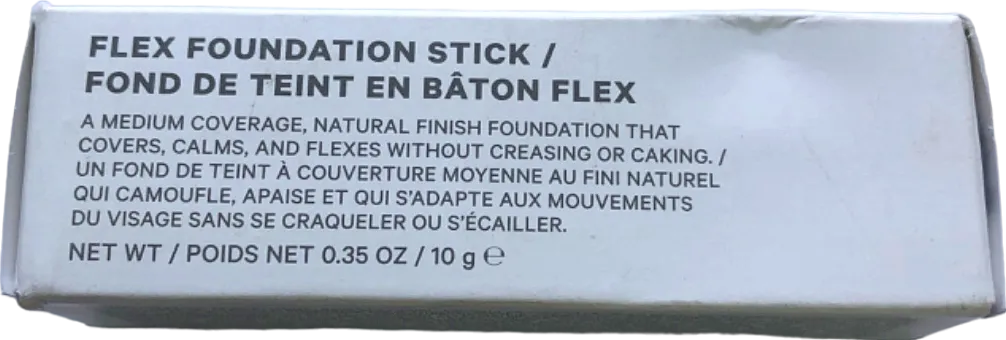 FLEX FOUNDATION STICK /
FOND DE TEINT EN BÂTON FLEX
A MEDIUM COVERAGE, NATURAL FINISH FOUNDATION THAT
COVERS, CALMS, AND FLEXES WITHOUT CREASING OR CAKING. /
UN FOND DE TEINT À COUVERTURE MOYENNE AU FINI NATUREL
QUI CAMOUFLE, APAISE ET QUI S'ADAPTE AUX MOUVEMENTS
DU VISAGE SANS SE CRAQUELER OU S'ÉCAILLER.
NET WT / POIDS NET 0.35 OZ / 10 g ℮